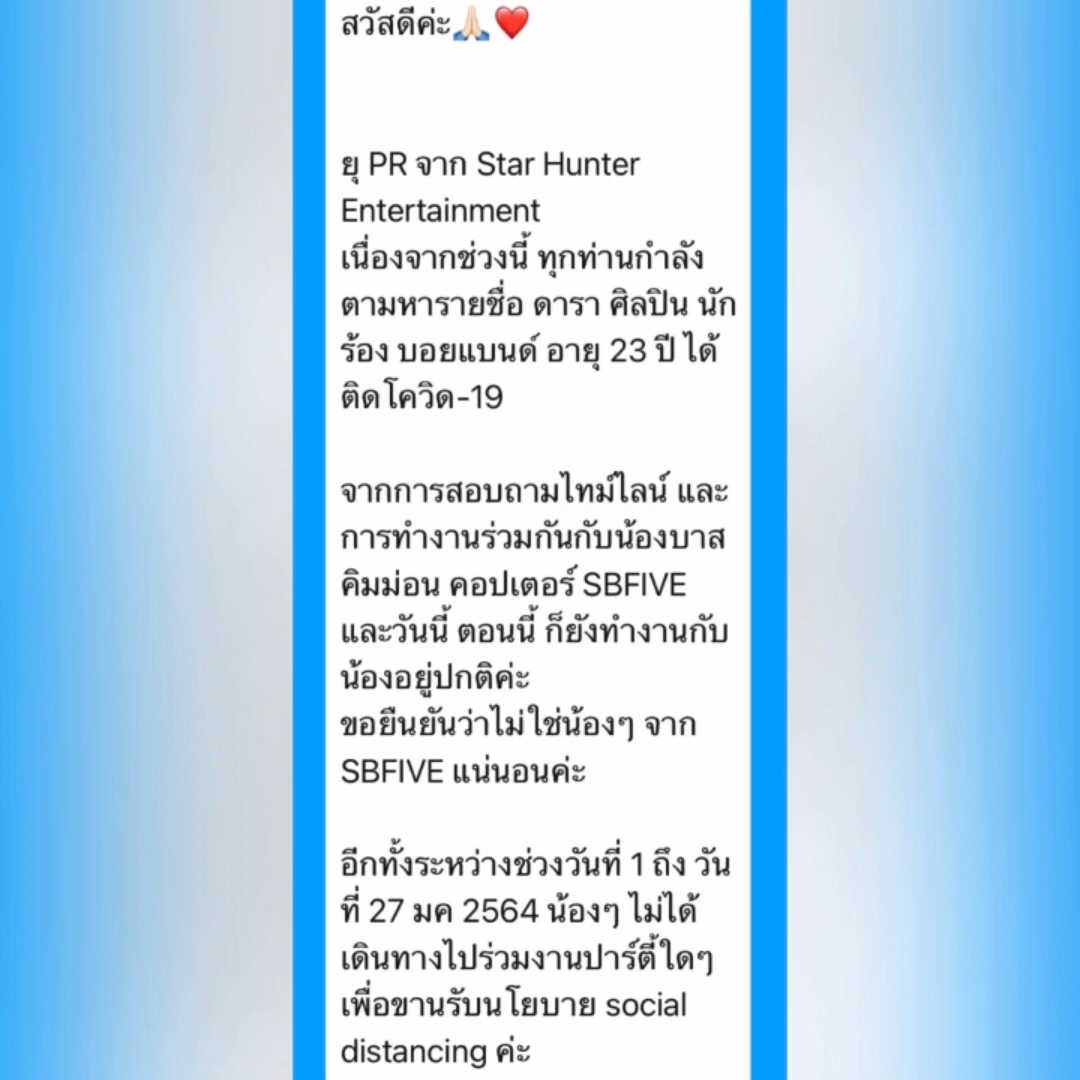 สวัสดีค่ะ🙏🏻❤️
ยุ PR จาก Star Hunter
Entertainment
เนื่องจากช่วงนี้ ทุกท่านกำลัง
ตามหารายชื่อ ดารา ศิลปิน นัก
ร้อง บอยแบนด์ อายุ 23 ปี ได้
ติดโควิด-19
จากการสอบถามไทม์ไลน์ และ
การทำงานร่วมกันกับน้องบาส
คิมม่อน คอปเตอร์ SBFIVE
และวันนี้ ตอนนี้ ก็ยังทำงานกับ
น้องอยู่ปกติค่ะ
ขอยืนยันว่าไม่ใช่น้องๆ จาก
SBFIVE แน่นอนค่ะ
อีกทั้งระหว่างช่วงวันที่ 1 ถึง วัน
ที่ 27 มค 2564 น้องๆ ไม่ได้
เดินทางไปร่วมงานปาร์ตี้ใดๆ
เพื่อขานรับนโยบาย social
distancing ค่ะ